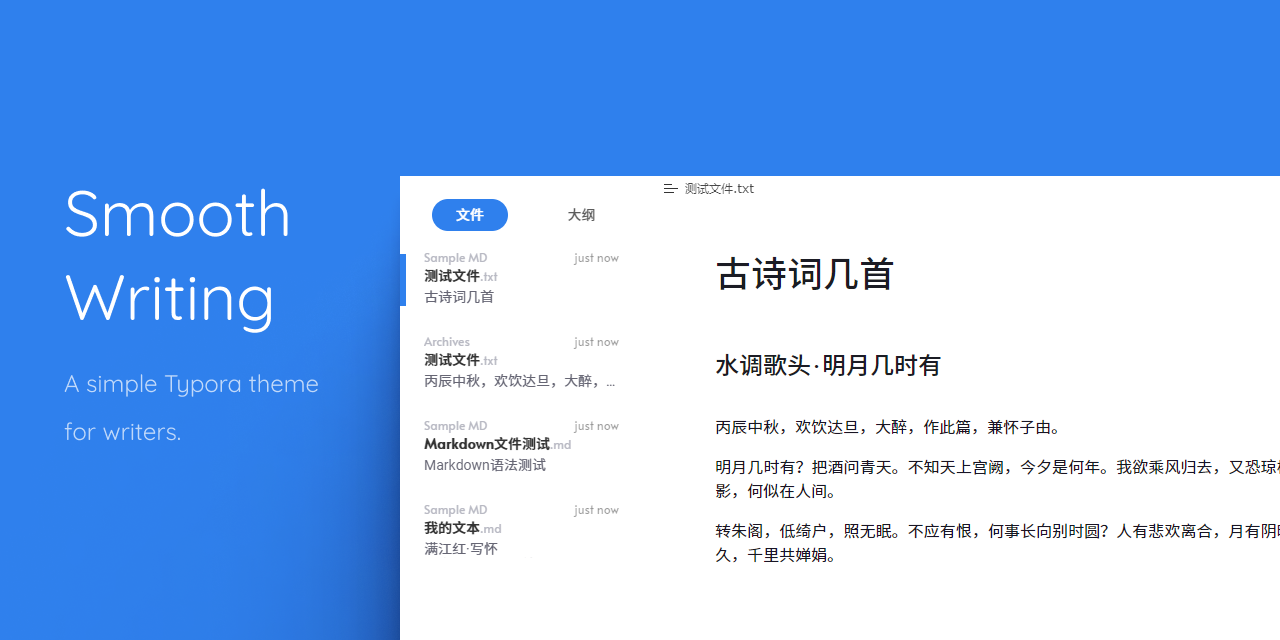 Smooth
Writing
A simple Typora theme
for writers.
文件
大纲
Sample MD
just now
测试文件.txt
古诗词几首
Archives
just now
测试文件.txt
丙辰中秋，欢饮达旦，大醉，...
Sample MD
just now
Markdown文件测试.md
Markdown语法测试
Sample MD
just now
我的文本.md
满江红·写怀
测试文件.txt
古诗词几首
水调歌头·明月几时有
丙辰中秋，欢饮达旦，大醉，作此篇，兼怀子由。
明月几时有？把酒问青天。不知天上宫阙，今夕是何年。我欲乘风归去，又恐琼
影，何似在人间。
转朱阁，低绮户，照无眠。不应有恨，何事长向别时圆？人有悲欢离合，月有阴
久，千里共婵娟。